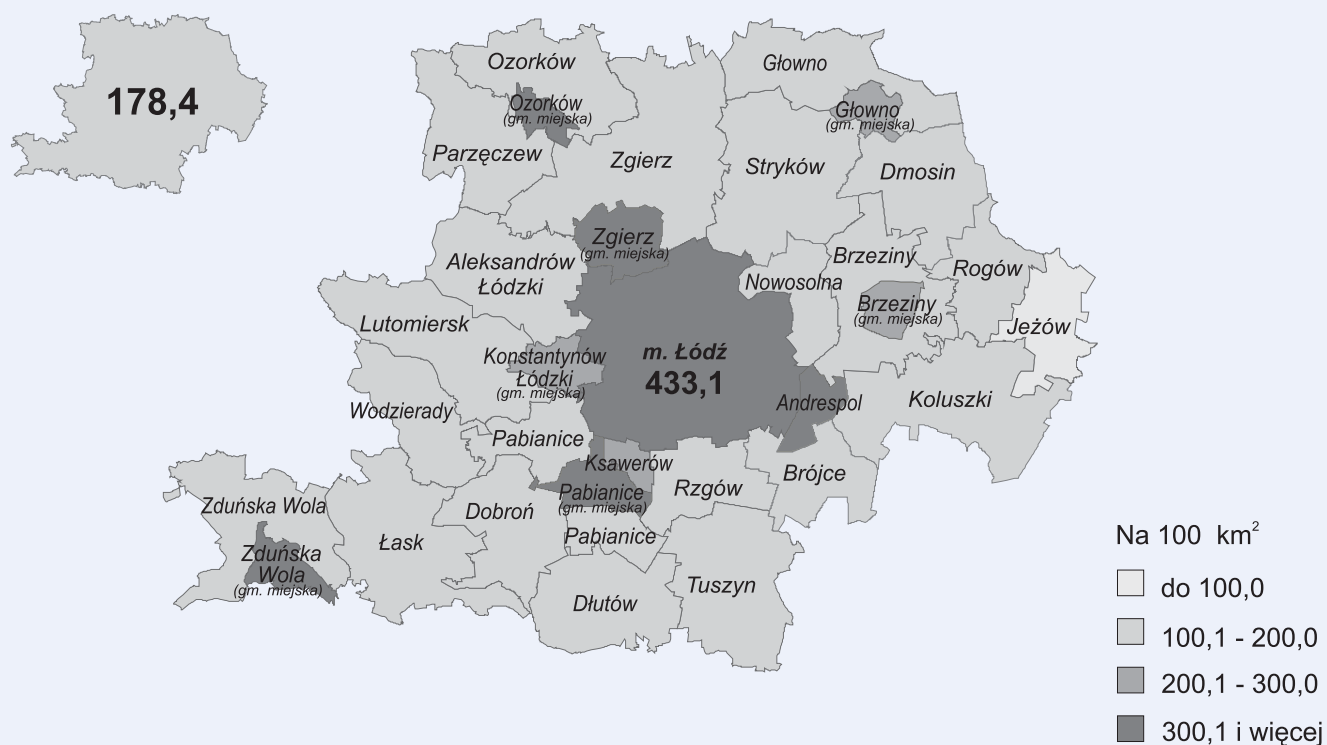 178,4
Ozorków
Głowno
Ozorków
(gm. miejska)
Głowno
(gm. miejska)
Parzęczew
Zgierz
Stryków
Dmosin
Zgierz
(gm. miejska)
Aleksandrów
Łódzki
Nowosolna
Brzeziny
Rogów
Brzeziny
(gm. miejska)
Jeżów
Lutomiersk
Konstantynów
Łódzki
(gm. miejska)
m. Łódź
433,1
Andrespol
Koluszki
Wodzierady
Pabianice
Ksawerów
Pabianice
(gm. miejska)
Rzgów
Brójce
Zduńska Wola
Dobroń
Łask
Pabianice
Zduńska
Wola
(gm. miejska)
Dłutów
Tuszyn
Na 100 km²
do 100,0
100,1 - 200,0
200,1 - 300,0
300,1 i więcej